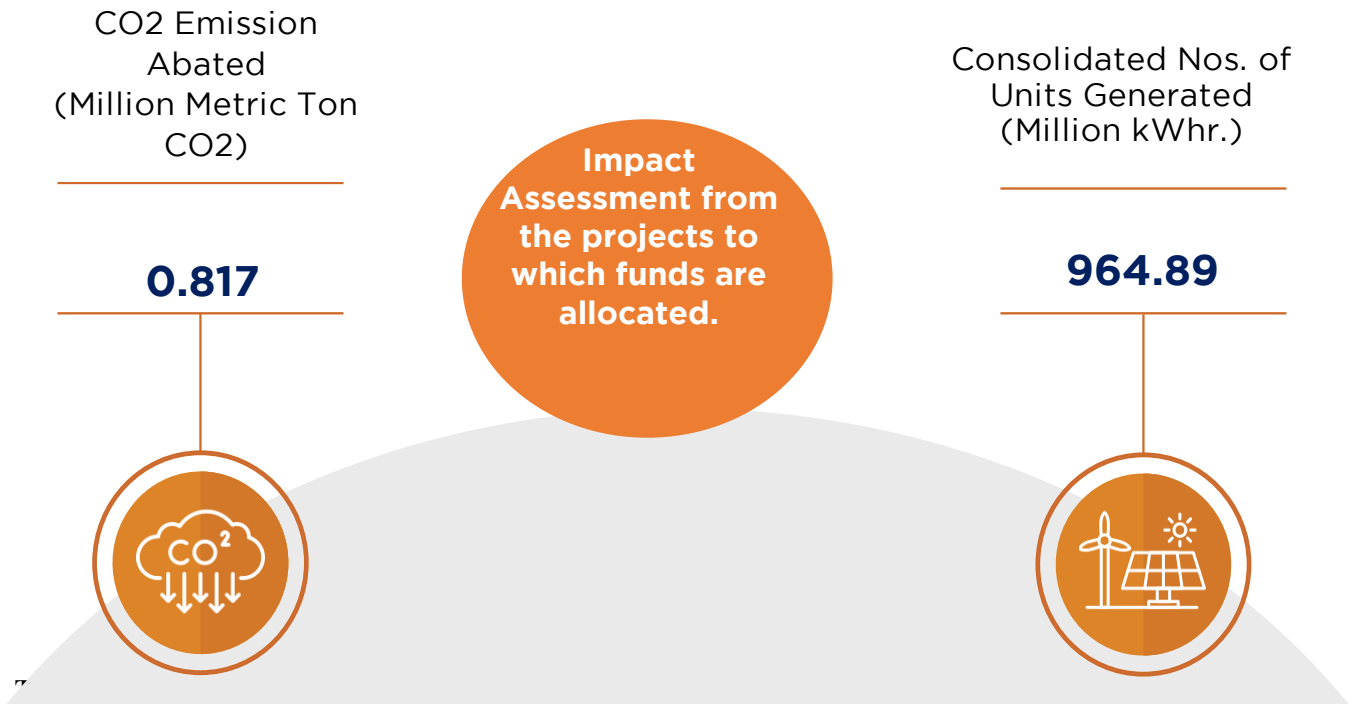 CO2 Emission
Abated
(Million Metric Ton
CO2)
0.817
Impact
Assessment from
the projects to
which funds are
allocated.
Consolidated Nos. of
Units Generated
(Million kWhr.)
964.89
CO²